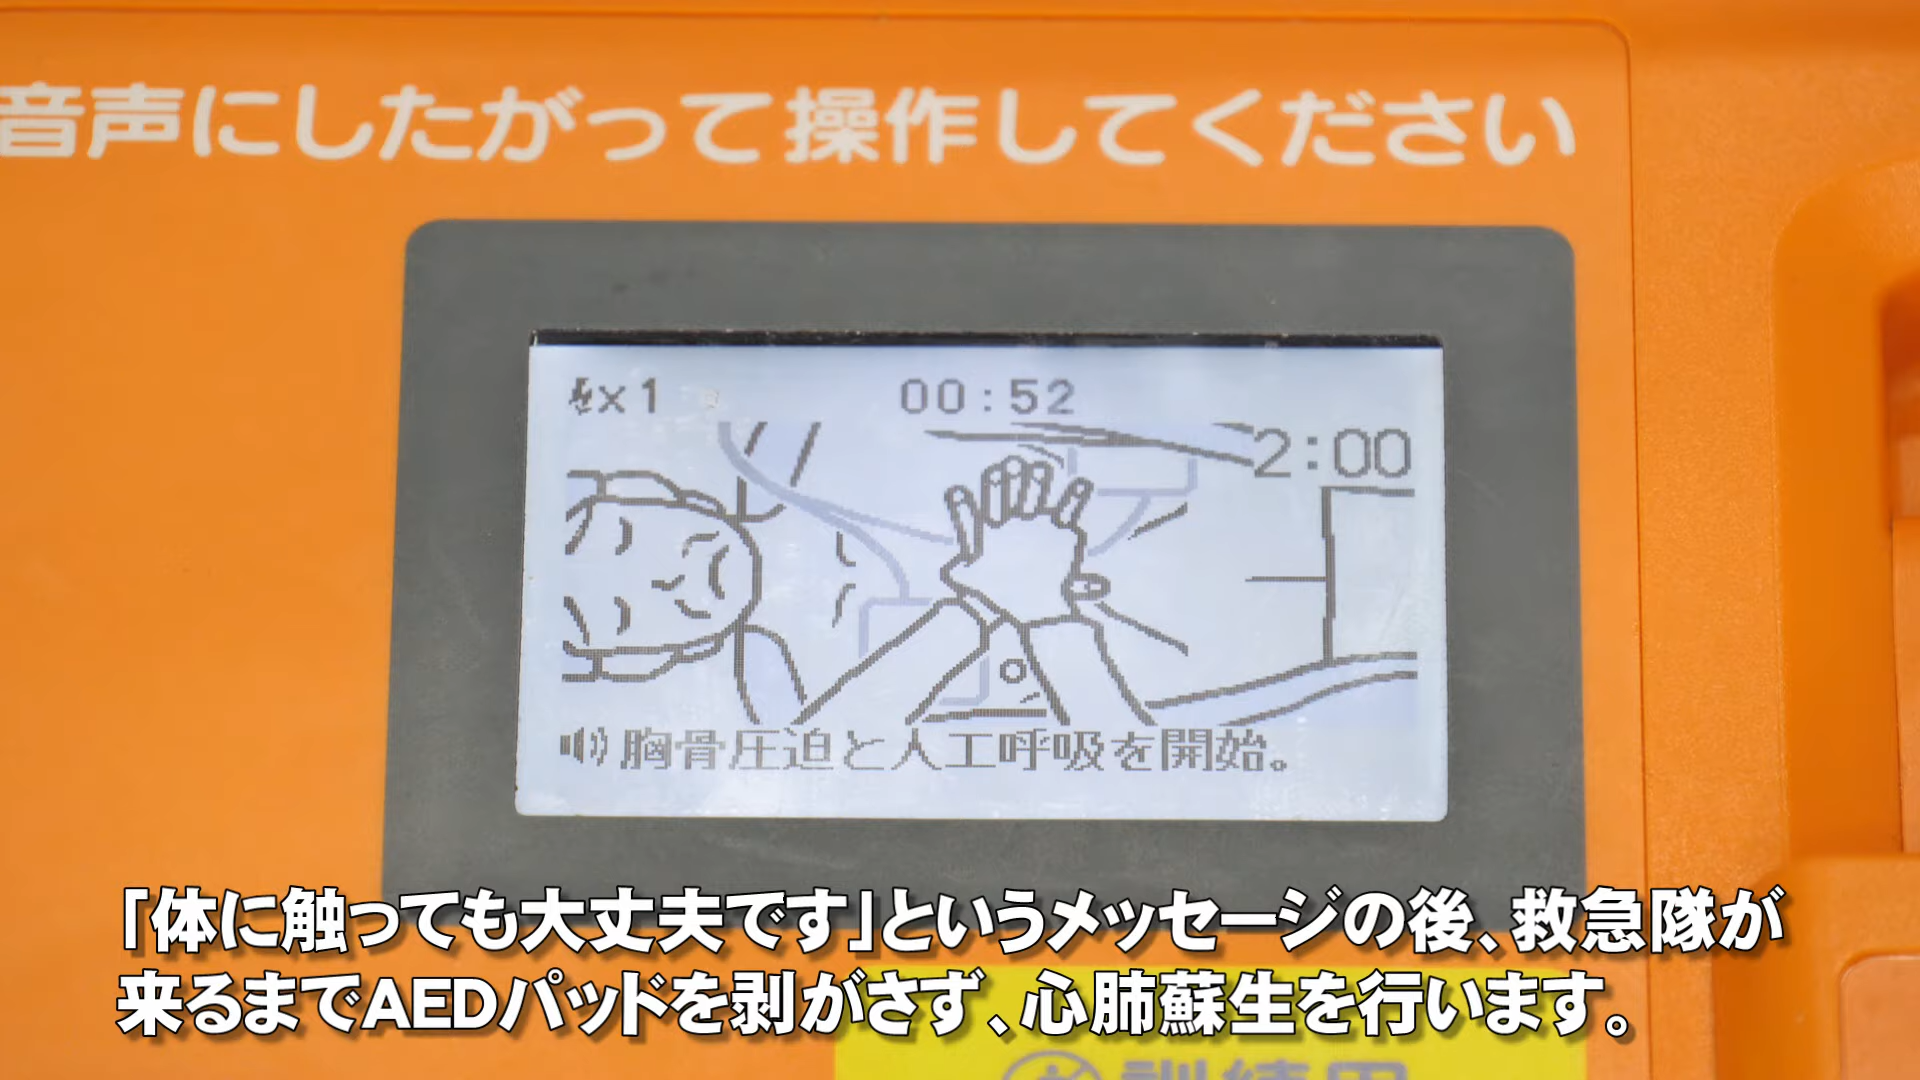 音声にしたがって操作してください
x1 00:52
2:00
胸骨圧迫と人工呼吸を開始。
「体に触っても大丈夫です」というメッセージの後、救急隊が
来るまでAEDパッドを剥がさず、心肺蘇生を行います。
訓練用